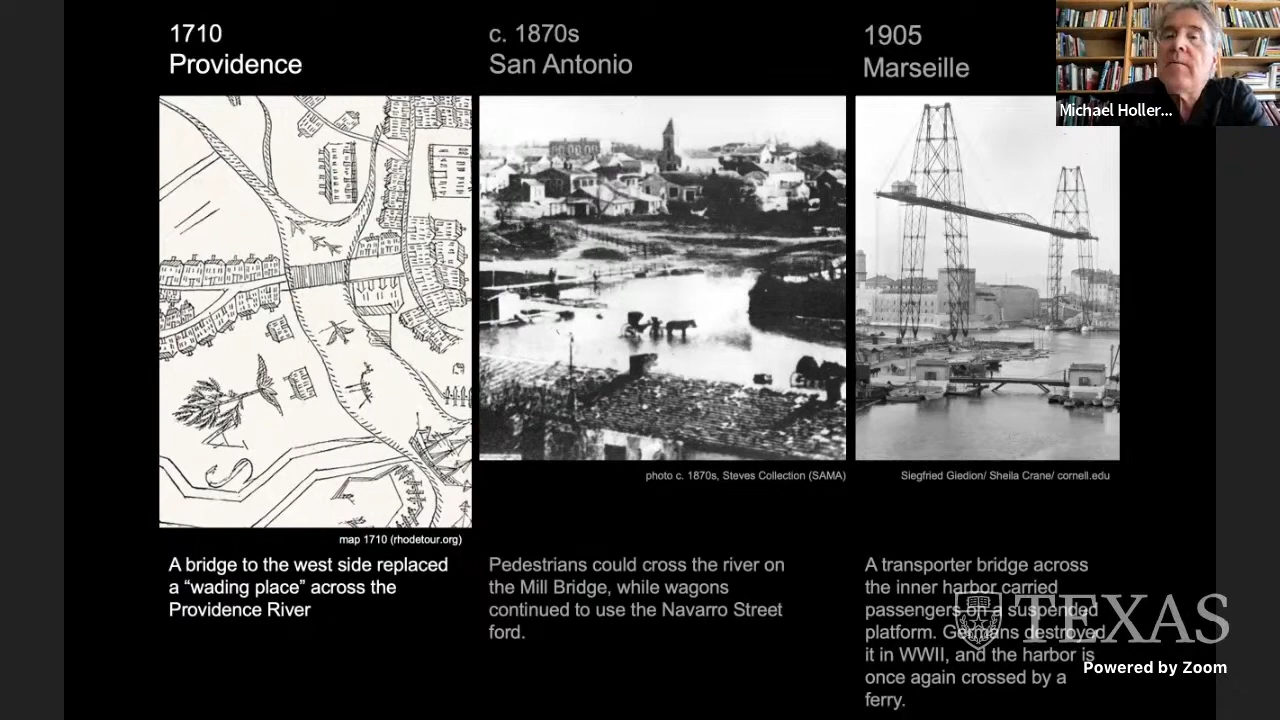 1710
Providence
c. 1870s
San Antonio
1905
Marseille
Michael Holler...
photo c. 1870s, Steves Collection (SAMA)
Siegfried Giedion/ Sheila Crane/ cornell.edu
map 1710 (rhodetour.org)
A bridge to the west side replaced
a “wading place” across the
Providence River
Pedestrians could cross the river on
the Mill Bridge, while wagons
continued to use the Navarro Street
ford.
A transporter bridge across
the inner harbor carried
passengers on a suspended
platform. Germans destroyed
it in WWII, and the harbor is
once again crossed by a
ferry.
TEXAS
Powered by Zoom